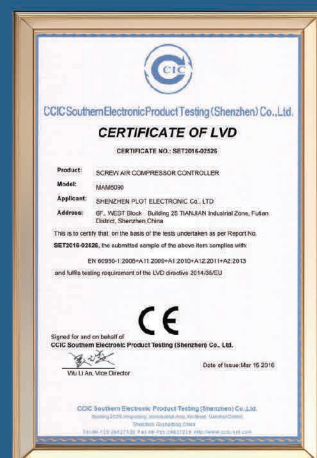 CCIC
CCIC Southern Electronic Product Testing (Shenzhen) Co., Ltd.
CERTIFICATE OF LVD
CERTIFICATE NO.: SET2016-02526
Product: SCREW AIR COMPRESSOR CONTROLLER
Model: MAM6090
Applicant: SHENZHEN PLOT ELECTRONIC Co., LTD
Address: 6F, WEST Block Building 25 TIANJIAN Industrial Zone, Futian
District, Shenzhen, China
This is to certify that, on the basis of the tests undertaken as per Report No.
SET2016-02526, the submitted sample of the above item complies with:
EN 60950-1:2006+A11:2009+A1:2010+A12:2011+A2:2013
and fulfils testing requirement of the LVD directive 2014/35/EU
CE
Signed for and on behalf of
CCIC Southern Electronic Product Testing (Shenzhen) Co., Ltd.
Date of Issue: Mar 15 2016
Wu Li An, Vice Director
CCIC Southern Electronic Product Testing (Shenzhen) Co., Ltd.
Shenzhen Guangdong China